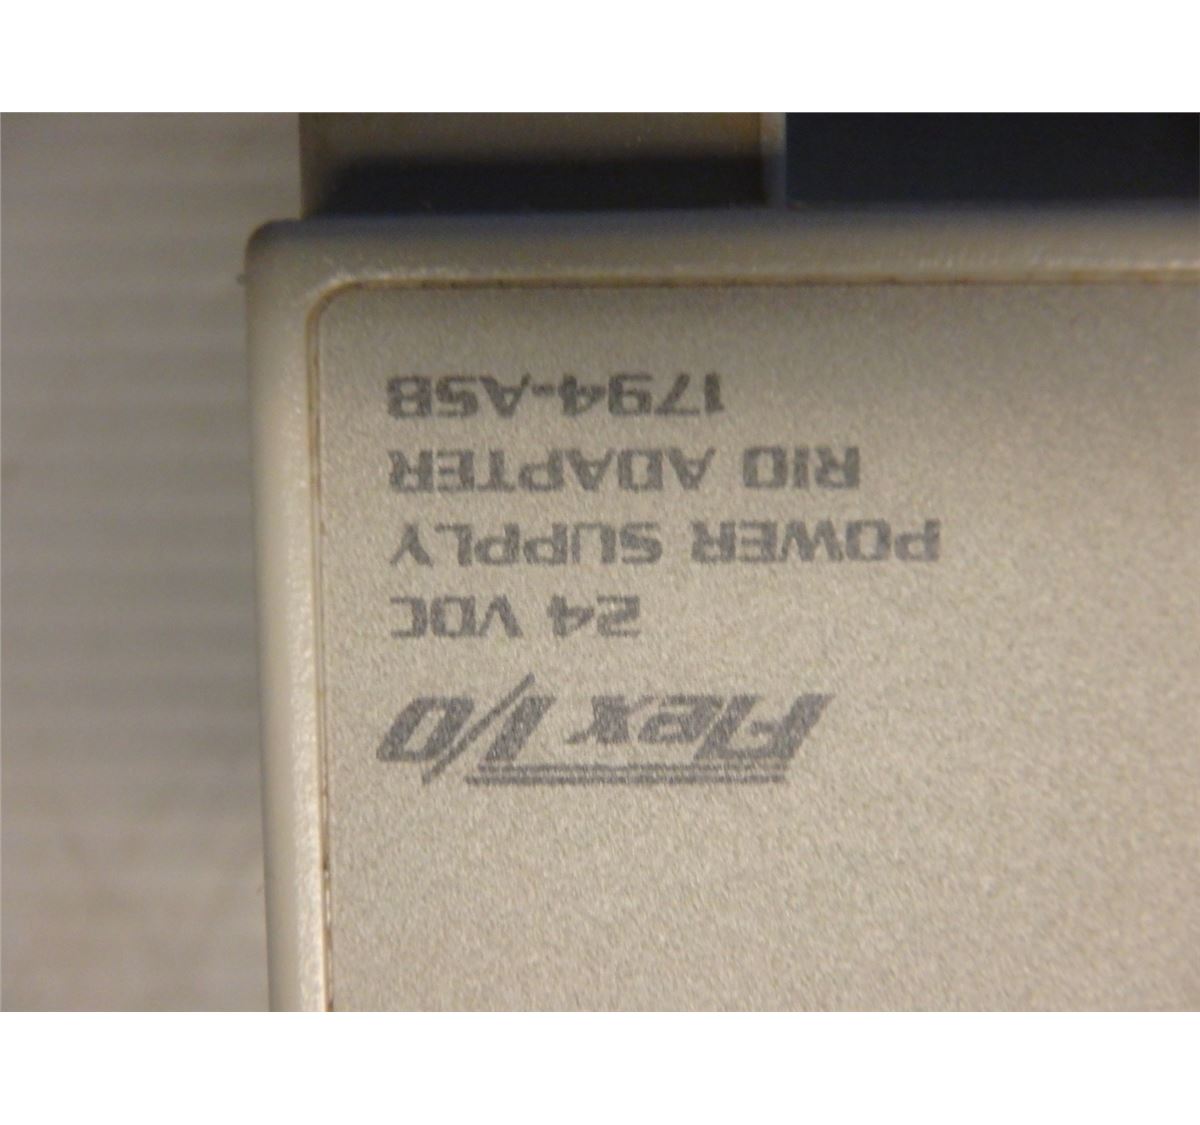 Flex I/O
24 VDC
POWER SUPPLY
RIO ADAPTER
1794-ASB